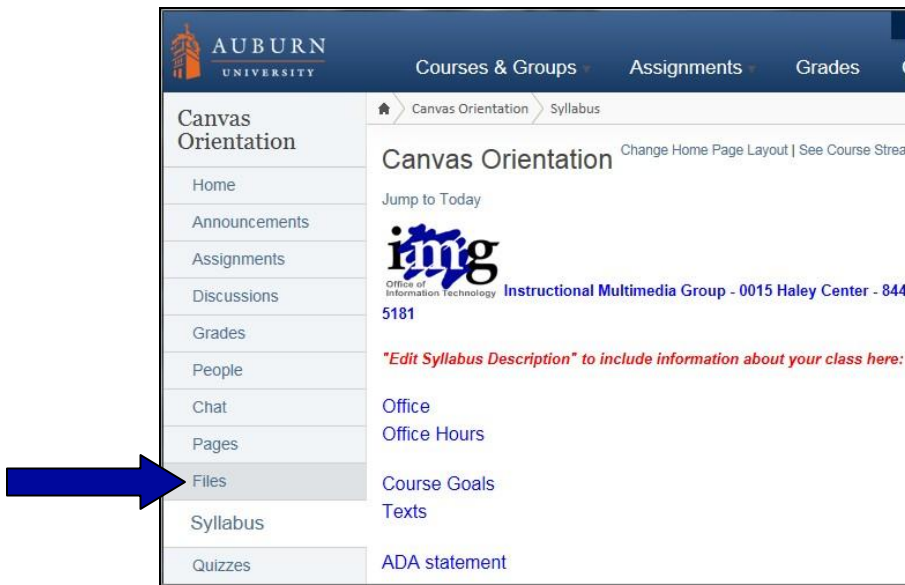 AUBURN
UNIVERSITY
Courses & Groups Assignments Grades
Canvas
Orientation
Home
Announcements
Assignments
Discussions
Grades
People
Chat
Pages
Files
Syllabus
Quizzes
Canvas Orientation Syllabus
Canvas Orientation Change Home Page Layout | See Course Strea
Jump to Today
img
Office of
Information Technology Instructional Multimedia Group - 0015 Haley Center - 844
5181
"Edit Syllabus Description" to include information about your class here:
Office
Office Hours
Course Goals
Texts
ADA statement